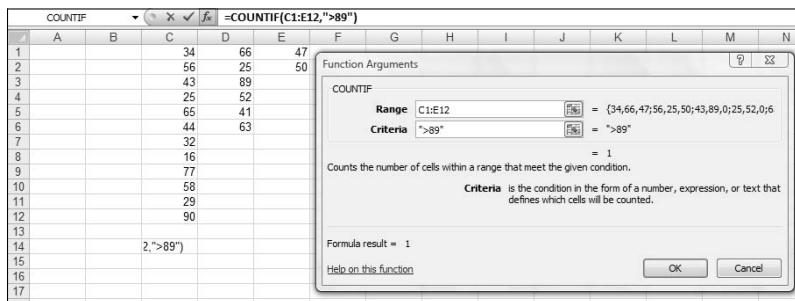 COUNTIF =COUNTIF(C1:E12,">89")
A B C D E F G H I J K L M N
1 34 66 47
2 56 25 50
3 43 89
4 25 52
5 65 41
6 44 63
7 32
8 16
9 77
10 58
11 29
12 90
13
14 2,">89")
15
16
17
Function Arguments
COUNTIF
Range C1:E12 = {34,66,47;56,25,50;43,89,0;25,52,0;6
Criteria ">89" = ">89"
= 1
Counts the number of cells within a range that meet the given condition.
Criteria is the condition in the form of a number, expression, or text that
defines which cells will be counted.
Formula result = 1
Help on this function OK Cancel